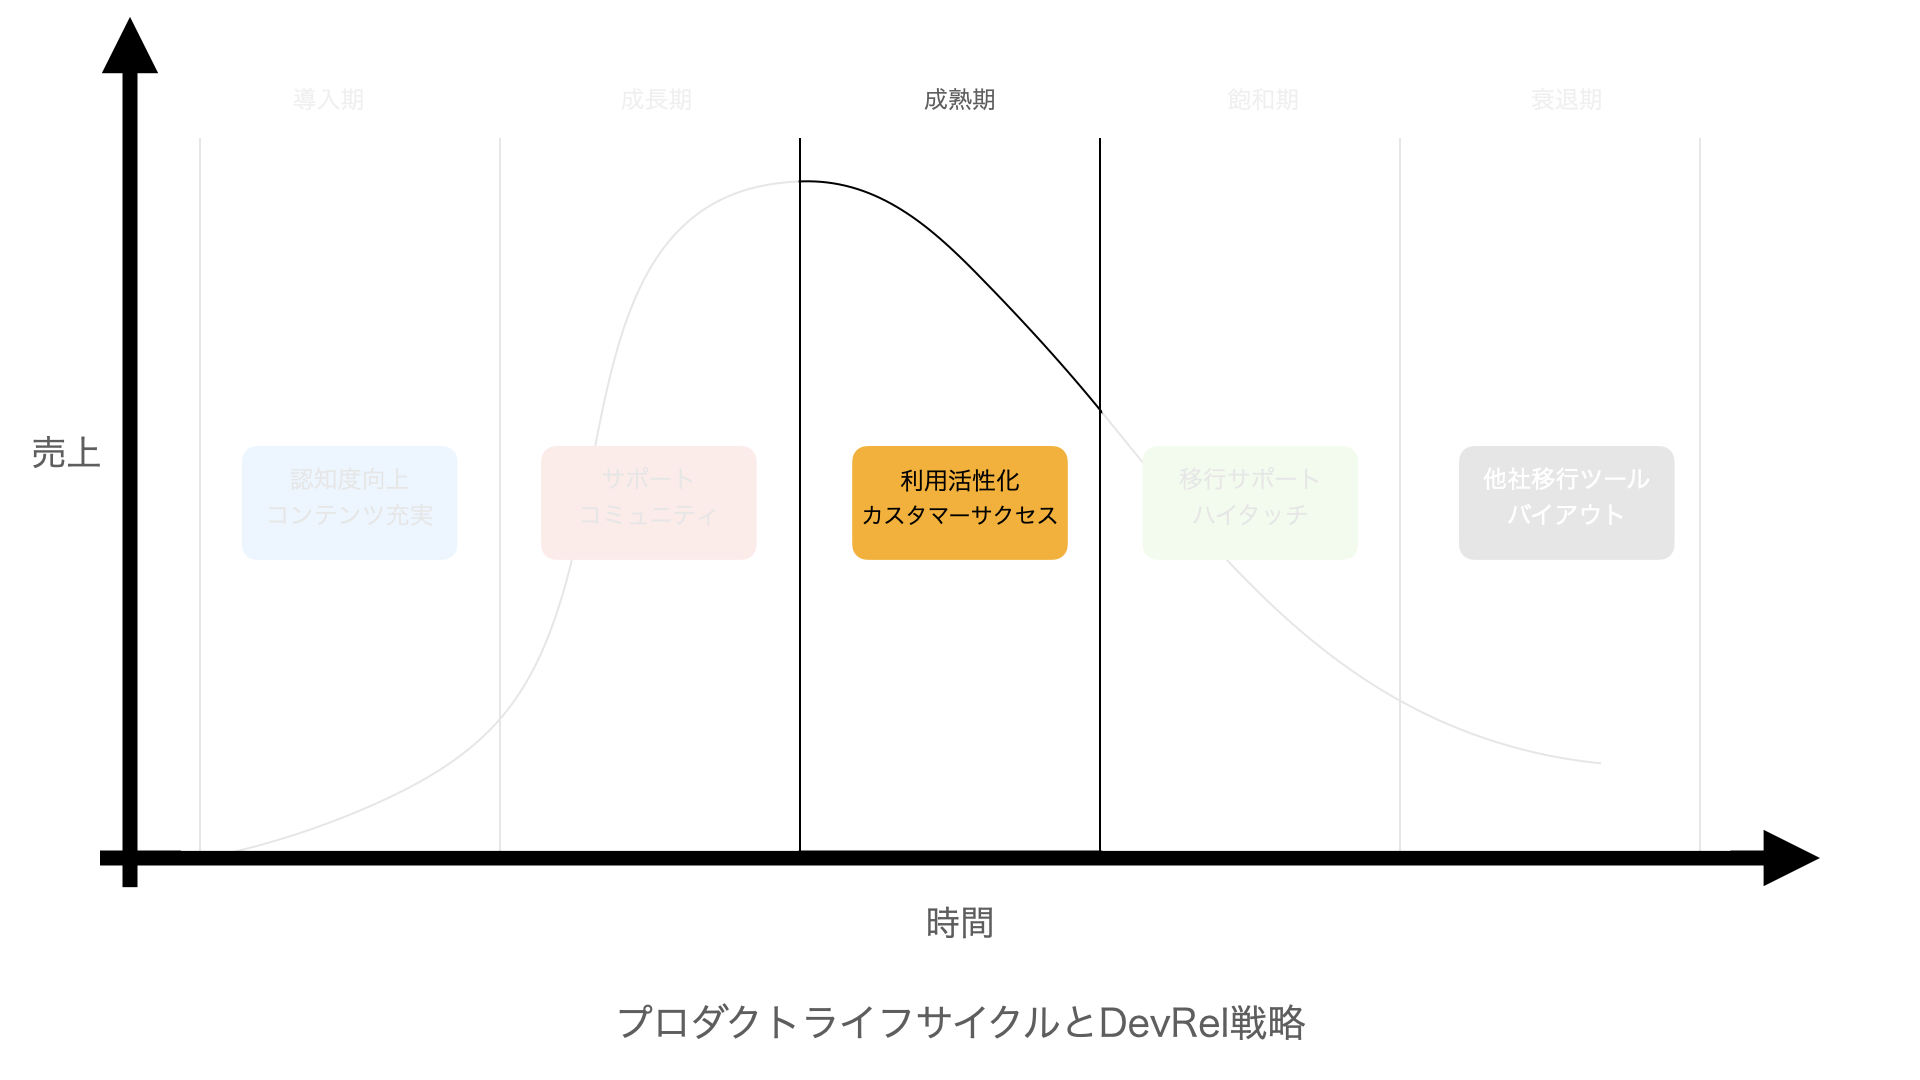 導入期
成長期
成熟期
飽和期
衰退期
売上
認知度向上
コンテンツ充実
サポート
コミュニティ
利用活性化
カスタマーサクセス
移行サポート
ハイタッチ
他社移行ツール
バイアウト
時間
プロダクトライフサイクルとDevRel戦略